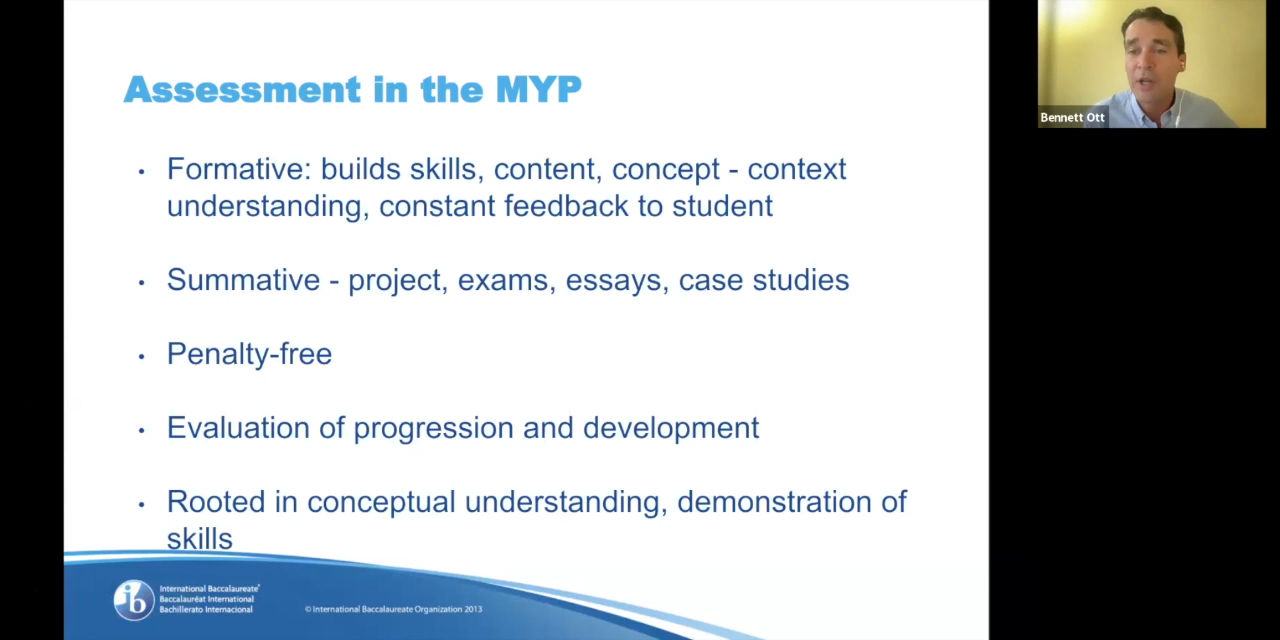 Assessment in the MYP
• Formative: builds skills, content, concept - context
understanding, constant feedback to student
• Summative - project, exams, essays, case studies
• Penalty-free
• Evaluation of progression and development
• Rooted in conceptual understanding, demonstration of
skills
ib
International Baccalaureate®
Baccalauréat International
Bachillerato Internacional
© International Baccalaureate Organization 2013
Bennett Ott